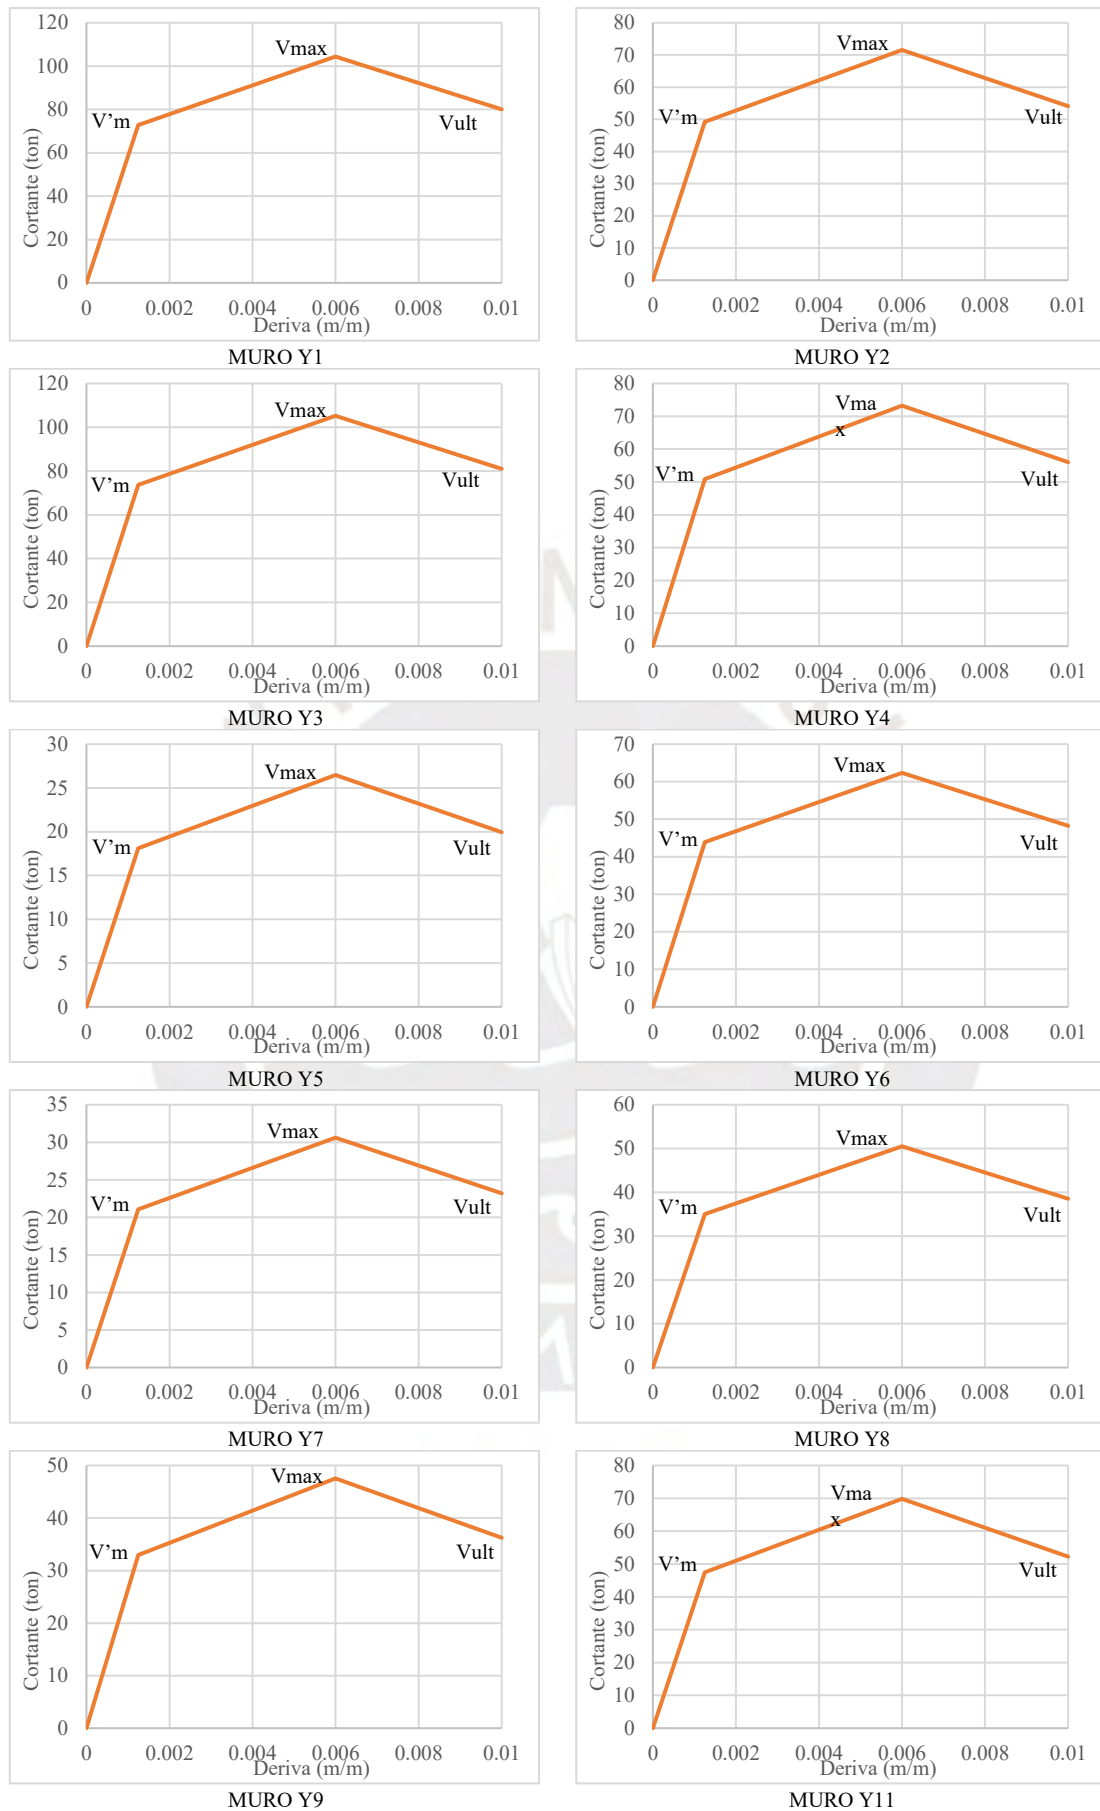 120
100
80
60
40
20
0
Cortante (ton)
Vmax
V'm
Vult
0 0.002 0.004 0.006 0.008 0.01
Deriva (m/m)
MURO Y1
80
70
60
50
40
30
20
10
0
Cortante (ton)
Vmax
V'm
Vult
0 0.002 0.004 0.006 0.008 0.01
Deriva (m/m)
MURO Y2
120
100
80
60
40
20
0
Cortante (ton)
Vmax
V'm
Vult
0 0.002 0.004 0.006 0.008 0.01
Deriva (m/m)
MURO Y3
80
70
60
50
40
30
20
10
0
Cortante (ton)
Vma
x
V'm
Vult
0 0.002 0.004 0.006 0.008 0.01
Deriva (m/m)
MURO Y4
30
25
20
15
10
5
0
Cortante (ton)
Vmax
V'm
Vult
0 0.002 0.004 0.006 0.008 0.01
Deriva (m/m)
MURO Y5
70
60
50
40
30
20
10
0
Cortante (ton)
Vmax
V'm
Vult
0 0.002 0.004 0.006 0.008 0.01
Deriva (m/m)
MURO Y6
35
30
25
20
15
10
5
0
Cortante (ton)
Vmax
V'm
Vult
0 0.002 0.004 0.006 0.008 0.01
Deriva (m/m)
MURO Y7
60
50
40
30
20
10
0
Cortante (ton)
Vmax
V'm
Vult
0 0.002 0.004 0.006 0.008 0.01
Deriva (m/m)
MURO Y8
50
40
30
20
10
0
Cortante (ton)
Vmax
V'm
Vult
0 0.002 0.004 0.006 0.008 0.01
Deriva (m/m)
MURO Y9
80
70
60
50
40
30
20
10
0
Cortante (ton)
Vma
x
V'm
Vult
0 0.002 0.004 0.006 0.008 0.01
Deriva (m/m)
MURO Y11